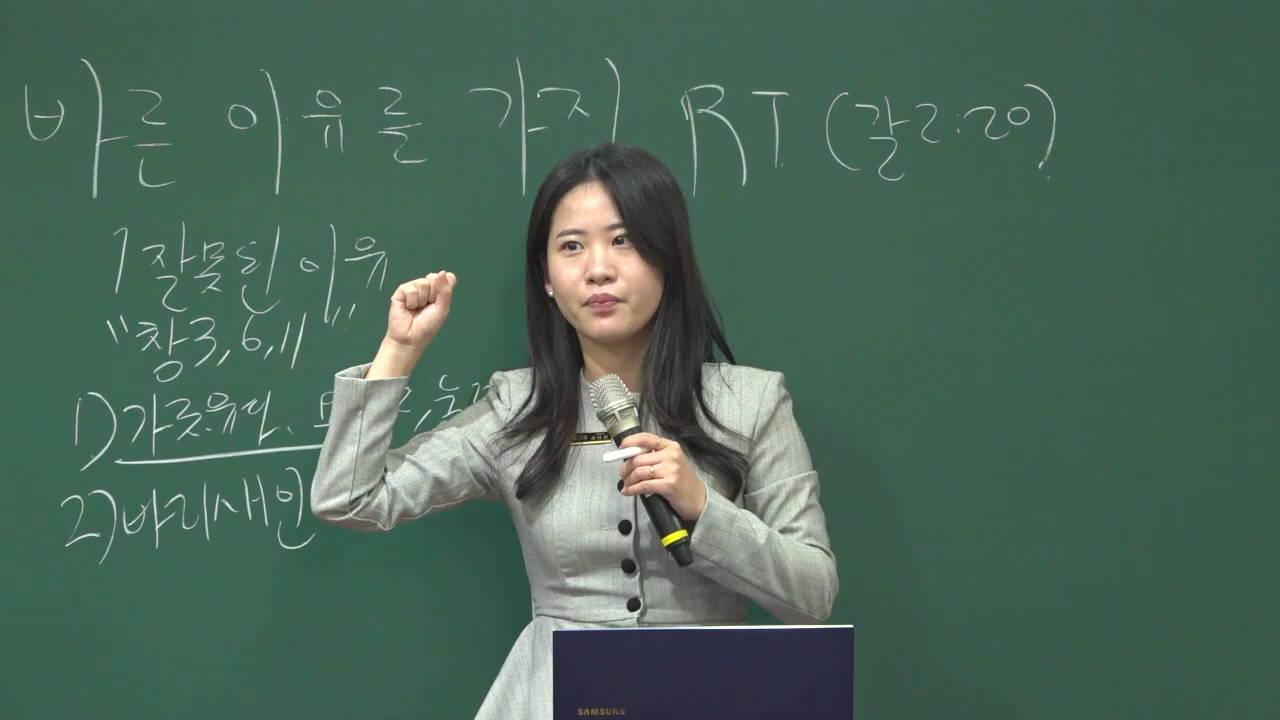 바른 이유를 가진 RT (갈 2:20)
1 잘못된 이유
"창3, 6, 11"
1) 가롯유다,
2) 바리새인
SAMSUNG